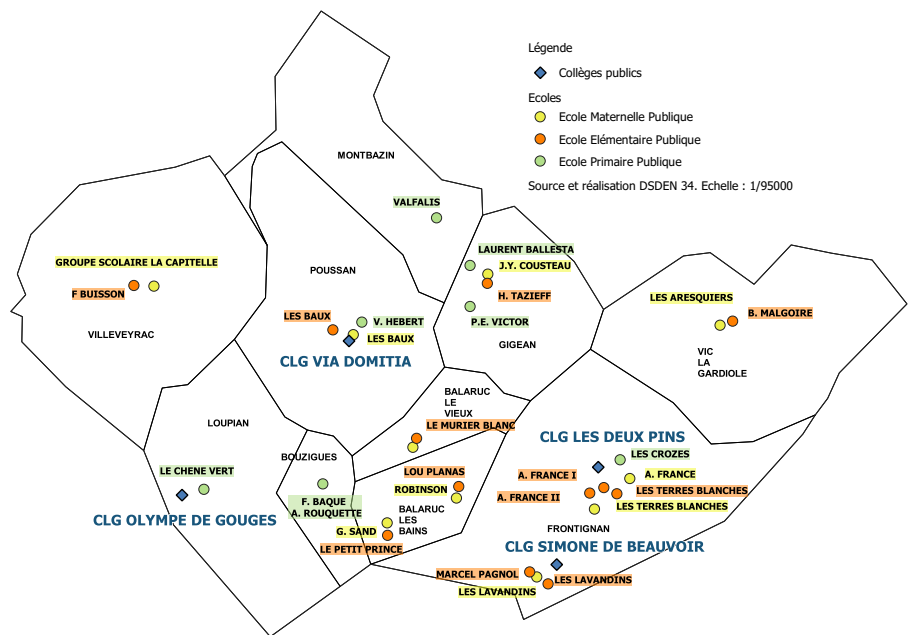 Légende
Collèges publics
Ecoles
Ecole Maternelle Publique
Ecole Elémentaire Publique
Ecole Primaire Publique
Source et réalisation DSDEN 34. Echelle : 1/95000
MONTBAZIN
VALFALIS
GROUPE SCOLAIRE LA CAPITELLE
F BUISSON
VILLEVEYRAC
POUSSAN
LES BAUX
V. HEBERT
LES BAUX
CLG VIA DOMITIA
LAURENT BALLESTA
J.Y. COUSTEAU
H. TAZIEFF
P.E. VICTOR
GIGEAN
LES ARESQUIERS
B. MALGOIRE
VIC
LA
GARDIOLE
LOUPIAN
LE CHENE VERT
CLG OLYMPE DE GOUGES
BOUZIGUES
F. BAQUE
A. ROUQUETTE
BALARUC
LE
VIEUX
LE MURIER BLANC
LOU PLANAS
ROBINSON
BALARUC
LES
BAINS
G. SAND
LE PETIT PRINCE
CLG LES DEUX PINS
LES CROZES
A. FRANCE I
A. FRANCE
A. FRANCE II
LES TERRES BLANCHES
LES TERRES BLANCHES
FRONTIGNAN
CLG SIMONE DE BEAUVOIR
MARCEL PAGNOL
LES LAVANDINS
LES LAVANDINS